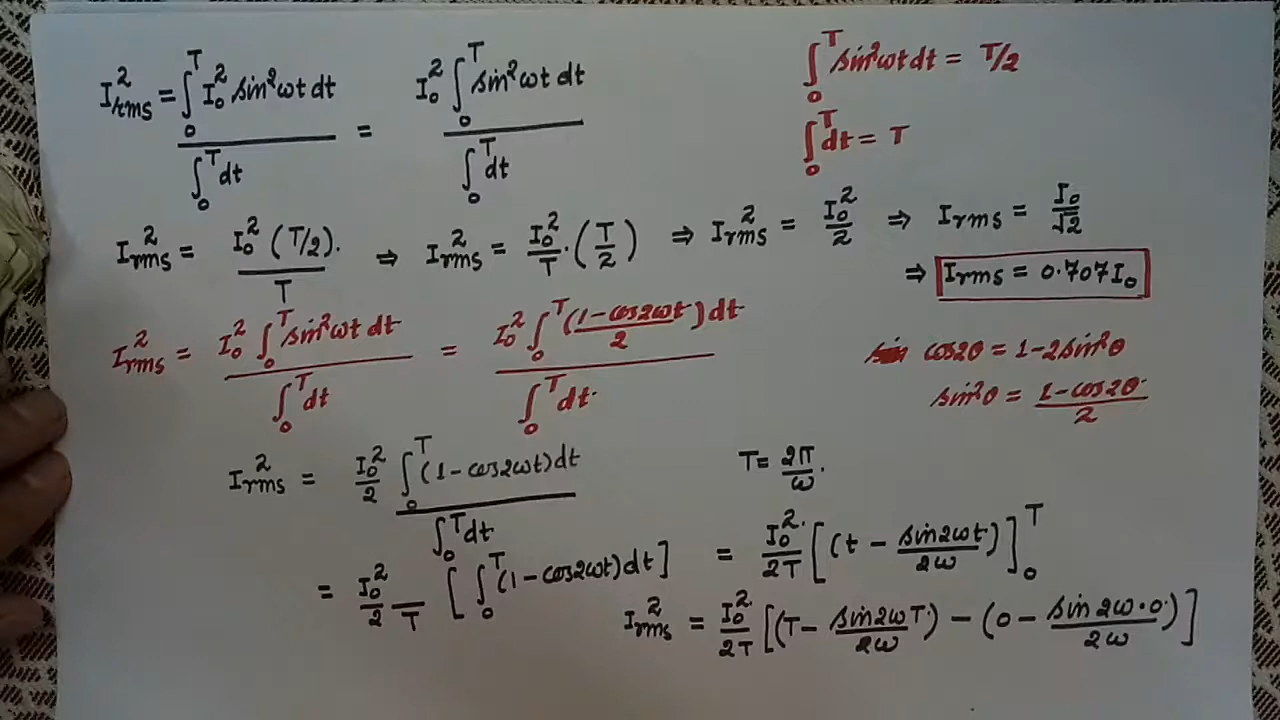 I²rms = ∫₀ᵀ I₀² sin²ωt dt / ∫₀ᵀ dt = I₀² ∫₀ᵀ sin²ωt dt / ∫₀ᵀ dt
∫₀ᵀ sin²ωt dt = T/2
∫₀ᵀ dt = T
I²rms = I₀² (T/2). / T ⇒ I²rms = I₀²/T · (T/2) ⇒ I²rms = I₀²/2 ⇒ Irms = I₀/√2
⇒ Irms = 0.707 I₀
I²rms = I₀² ∫₀ᵀ sin²ωt dt / ∫₀ᵀ dt = I₀² ∫₀ᵀ (1-cos2ωt / 2) dt / ∫₀ᵀ dt.
cos2θ = 1-2sin²θ
sin²θ = 1-cos2θ / 2
I²rms = I₀²/2 ∫₀ᵀ (1-cos2ωt)dt / ∫₀ᵀ dt
T = 2π/ω.
= I₀²/2T [∫₀ᵀ (1-cos2ωt)dt] = I₀²/2T [(t - sin2ωt/2ω)]₀ᵀ
I²rms = I₀²/2T [(T - sin2ωT/2ω) - (0 - sin2ω·0/2ω)]